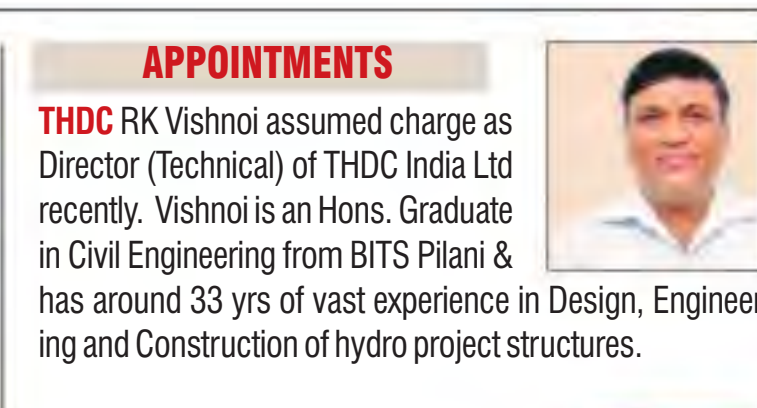 APPOINTMENTS
THDC RK Vishnoi assumed charge as
Director (Technical) of THDC India Ltd
recently. Vishnoi is an Hons. Graduate
in Civil Engineering from BITS Pilani &
has around 33 yrs of vast experience in Design, Engineer
ing and Construction of hydro project structures.